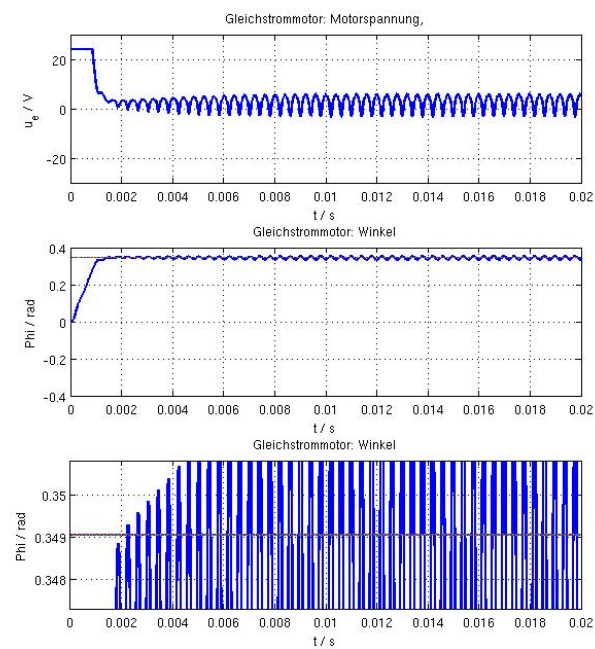 Gleichstrommotor: Motorspannung,
20
0
-20
u_e / V
0 0.002 0.004 0.006 0.008 0.01 0.012 0.014 0.016 0.018 0.02
t / s
Gleichstrommotor: Winkel
0.4
0.2
0
-0.2
-0.4
Phi / rad
0 0.002 0.004 0.006 0.008 0.01 0.012 0.014 0.016 0.018 0.02
t / s
Gleichstrommotor: Winkel
0.35
0.349
0.348
Phi / rad
0 0.002 0.004 0.006 0.008 0.01 0.012 0.014 0.016 0.018 0.02
t / s